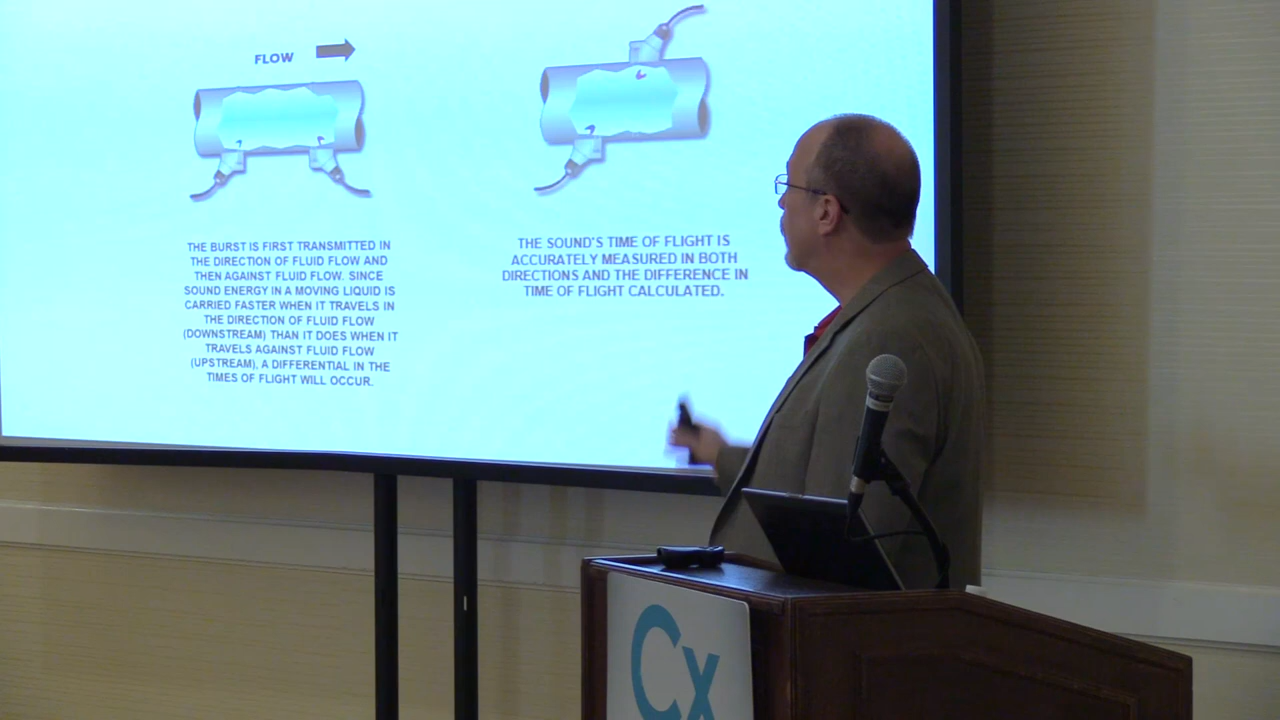 FLOW
THE BURST IS FIRST TRANSMITTED IN
THE DIRECTION OF FLUID FLOW AND
THEN AGAINST FLUID FLOW. SINCE
SOUND ENERGY IN A MOVING LIQUID IS
CARRIED FASTER WHEN IT TRAVELS IN
THE DIRECTION OF FLUID FLOW
(DOWNSTREAM) THAN IT DOES WHEN IT
TRAVELS AGAINST FLUID FLOW
(UPSTREAM), A DIFFERENTIAL IN THE
TIMES OF FLIGHT WILL OCCUR.
THE SOUND'S TIME OF FLIGHT IS
ACCURATELY MEASURED IN BOTH
DIRECTIONS AND THE DIFFERENCE IN
TIME OF FLIGHT CALCULATED.
Cx